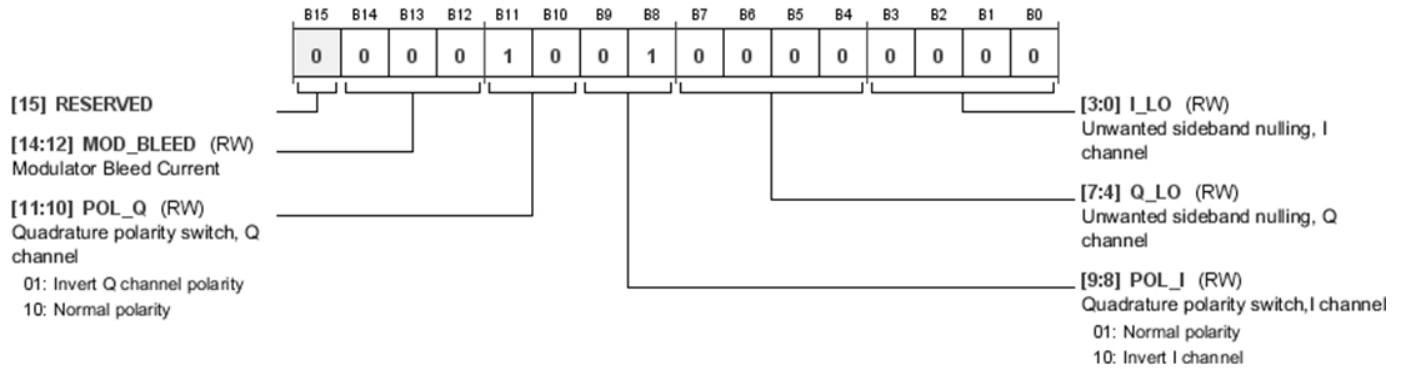 B15 B14 B13 B12 B11 B10 B9 B8 B7 B6 B5 B4 B3 B2 B1 B0
0 0 0 0 1 0 0 1 0 0 0 0 0 0 0 0
[15] RESERVED
[14:12] MOD_BLEED (RW)
Modulator Bleed Current
[11:10] POL_Q (RW)
Quadrature polarity switch, Q
channel
01: Invert Q channel polarity
10: Normal polarity
[3:0] I_LO (RW)
Unwanted sideband nulling, I
channel
[7:4] Q_LO (RW)
Unwanted sideband nulling, Q
channel
[9:8] POL_I (RW)
Quadrature polarity switch,I channel
01: Normal polarity
10: Invert I channel